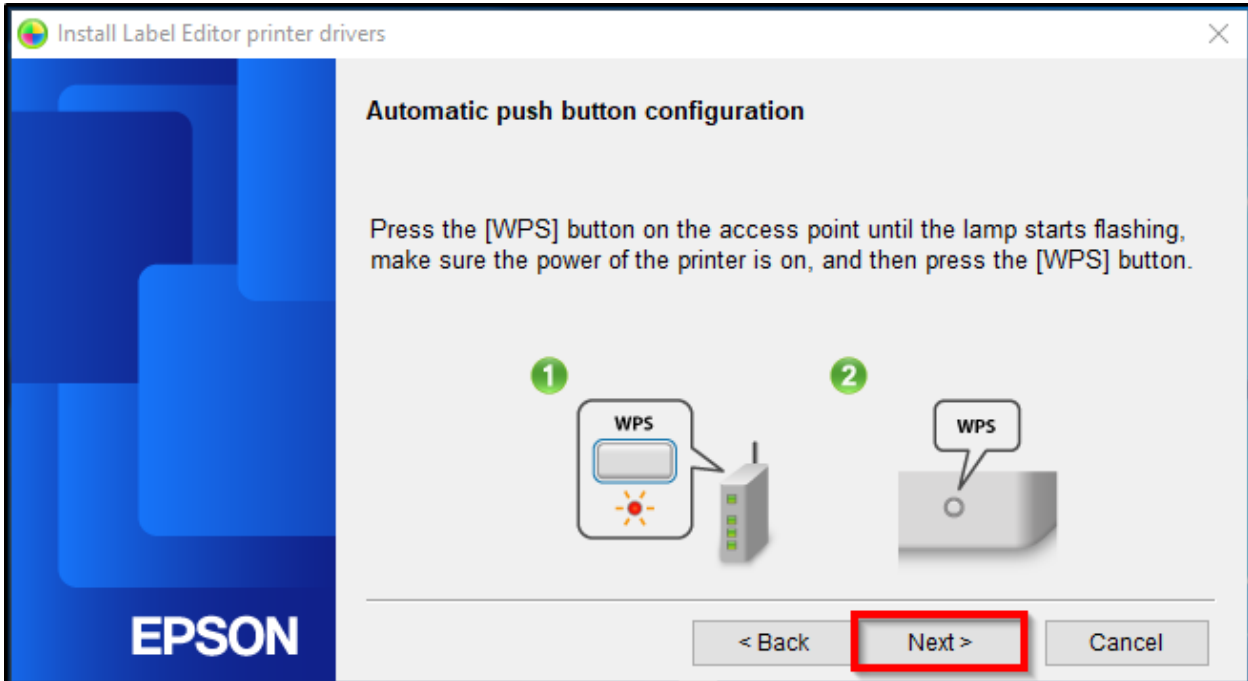 Install Label Editor printer drivers
Automatic push button configuration
Press the [WPS] button on the access point until the lamp starts flashing,
make sure the power of the printer is on, and then press the [WPS] button.
1
2
WPS
WPS
EPSON
< Back
Next >
Cancel